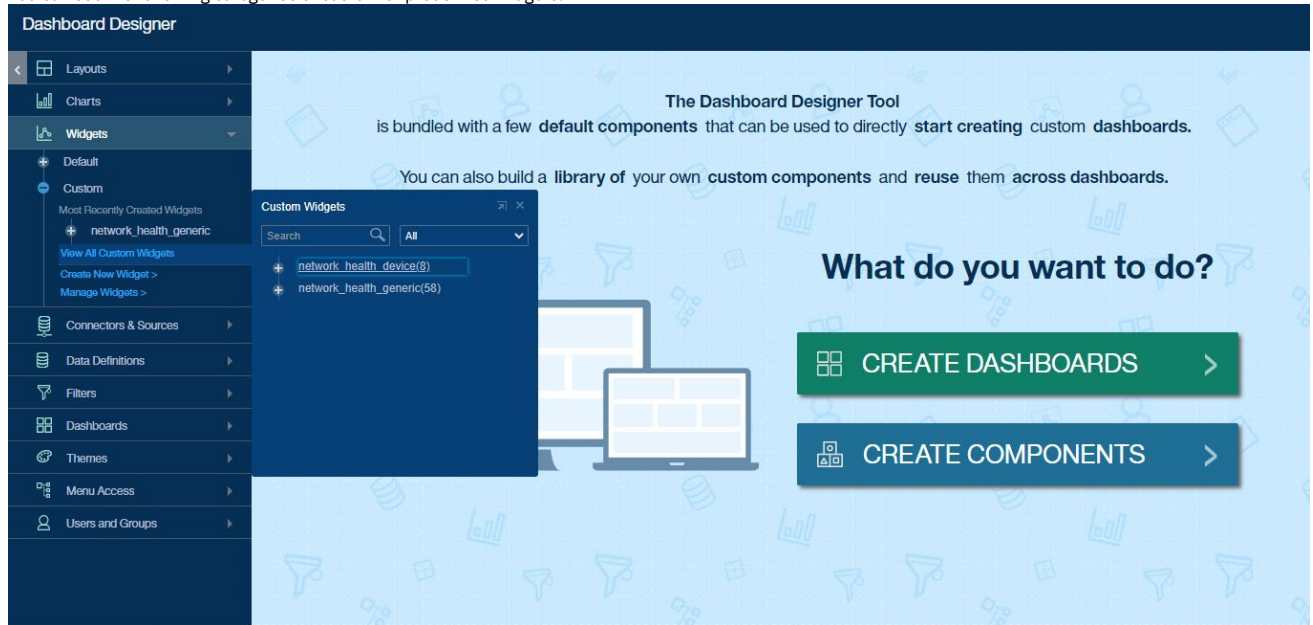 Dashboard Designer
Layouts
Charts
Widgets
Default
Custom
Most Recently Created Widgets
network_health_generic
View All Custom Widgets
Create New Widget >
Manage Widgets >
Connectors & Sources
Data Definitions
Filters
Dashboards
Themes
Menu Access
Users and Groups
Custom Widgets
Search
All
network_health_device(8)
network_health_generic(58)
The Dashboard Designer Tool
is bundled with a few default components that can be used to directly start creating custom dashboards.
You can also build a library of your own custom components and reuse them across dashboards.
What do you want to do?
CREATE DASHBOARDS
CREATE COMPONENTS